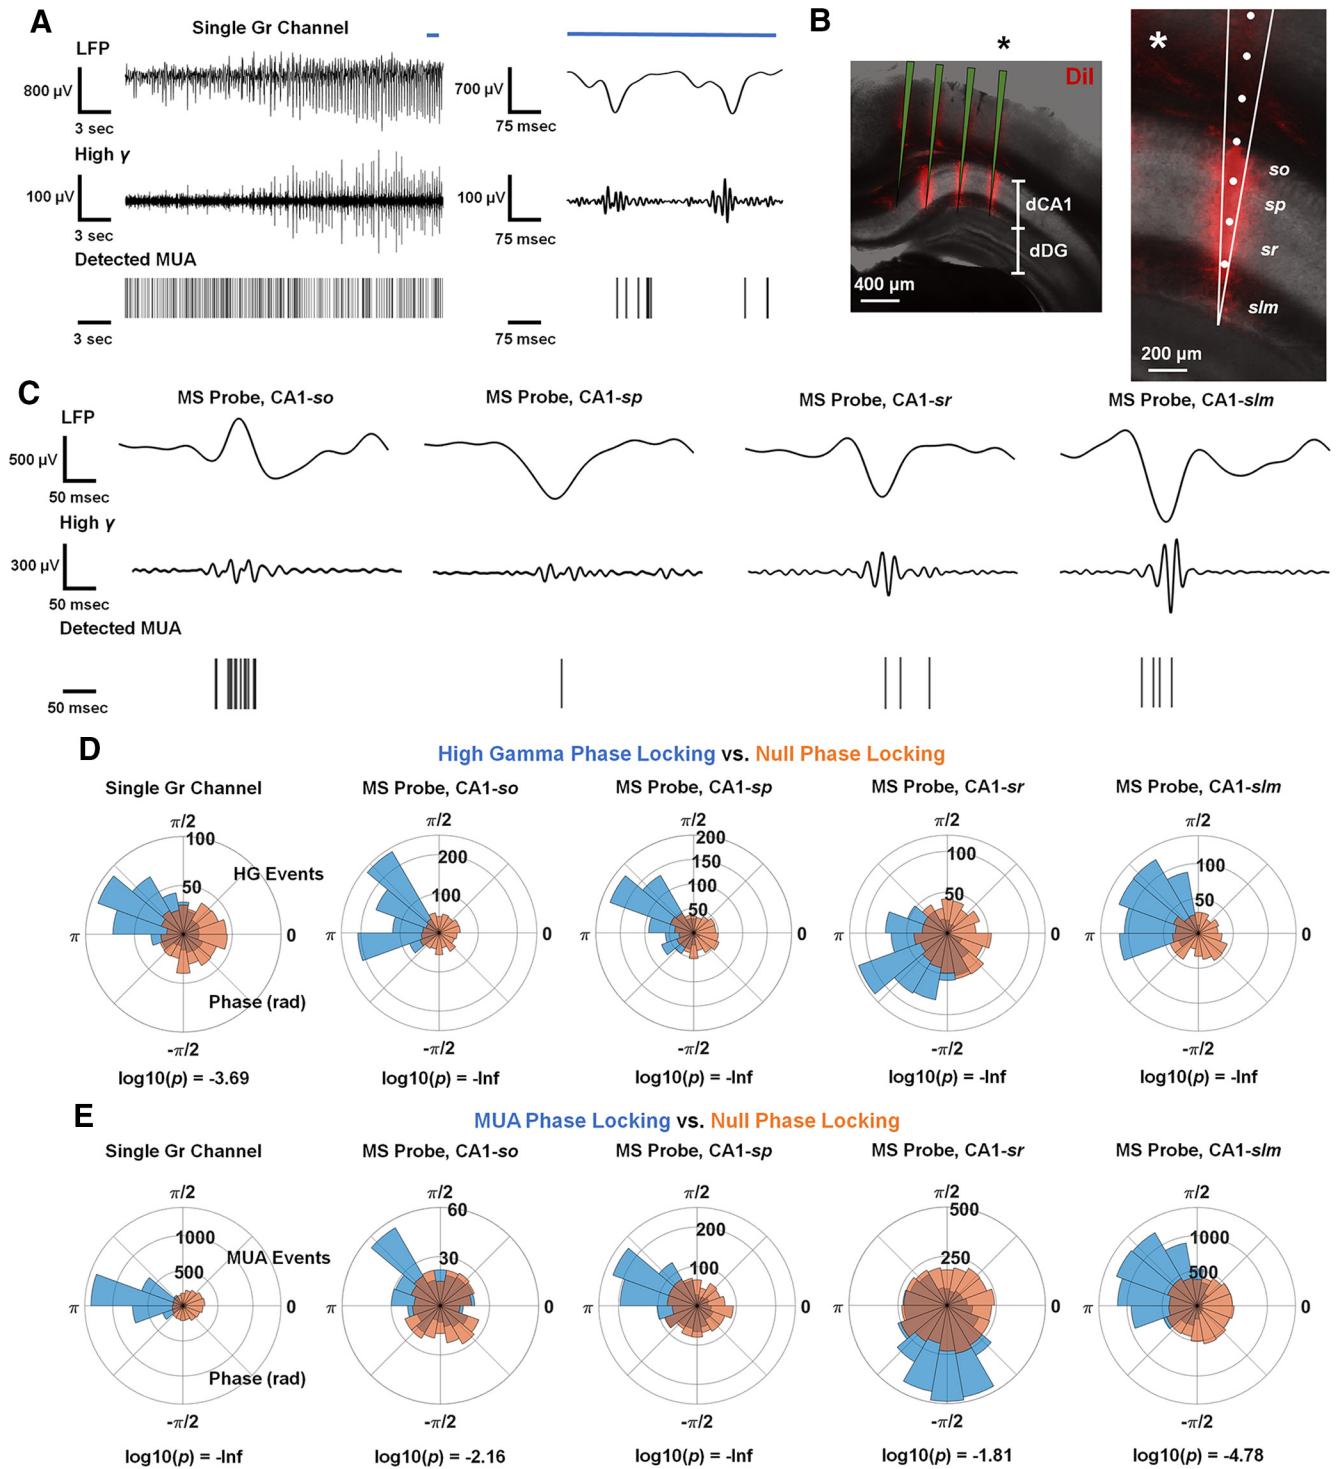 A
Single Gr Channel
LFP
800 µV
3 sec
700 µV
75 msec
High γ
100 µV
3 sec
100 µV
75 msec
Detected MUA
3 sec
75 msec
B
*
DiI
dCA1
dDG
400 µm
*
so
sp
sr
slm
200 µm
C
MS Probe, CA1-so
MS Probe, CA1-sp
MS Probe, CA1-sr
MS Probe, CA1-slm
LFP
500 µV
50 msec
High γ
300 µV
50 msec
Detected MUA
50 msec
D
High Gamma Phase Locking vs. Null Phase Locking
Single Gr Channel
π/2
100
50
HG Events
π
0
Phase (rad)
-π/2
log10(p) = -3.69
MS Probe, CA1-so
π/2
200
100
π
0
-π/2
log10(p) = -Inf
MS Probe, CA1-sp
π/2
200
150
100
50
π
0
-π/2
log10(p) = -Inf
MS Probe, CA1-sr
π/2
100
50
π
0
-π/2
log10(p) = -Inf
MS Probe, CA1-slm
π/2
100
50
π
0
-π/2
log10(p) = -Inf
E
MUA Phase Locking vs. Null Phase Locking
Single Gr Channel
π/2
1000
MUA Events
500
π
0
Phase (rad)
-π/2
log10(p) = -Inf
MS Probe, CA1-so
π/2
60
30
π
0
-π/2
log10(p) = -2.16
MS Probe, CA1-sp
π/2
200
100
π
0
-π/2
log10(p) = -Inf
MS Probe, CA1-sr
π/2
500
250
π
0
-π/2
log10(p) = -1.81
MS Probe, CA1-slm
π/2
1000
500
π
0
-π/2
log10(p) = -4.78